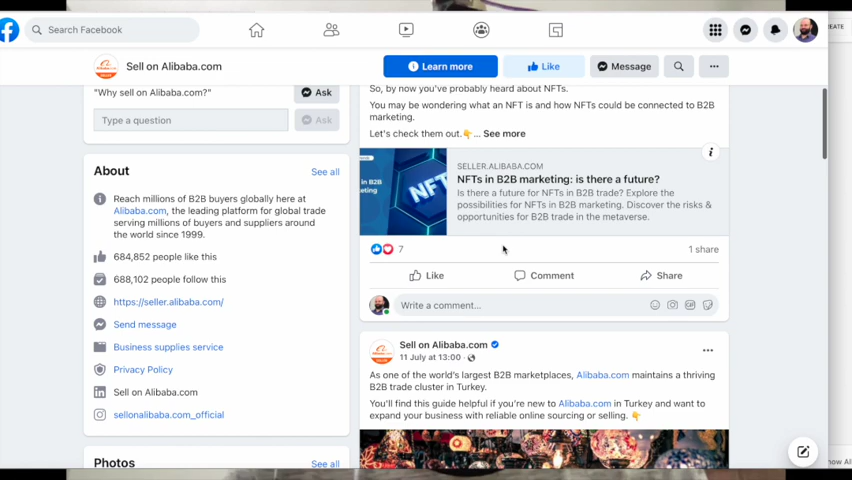 Search Facebook
EATE
Sell on Alibaba.com
Learn more
Like
Message
"Why sell on Alibaba.com?"
Ask
Type a question
Ask
About
See all
Reach millions of B2B buyers globally here at
Alibaba.com, the leading platform for global trade
serving millions of buyers and suppliers around
the world since 1999.
684,852 people like this
688,102 people follow this
https://seller.alibaba.com/
Send message
Business supplies service
Privacy Policy
Sell on Alibaba.com
sellonalibaba.com_official
Photos
See all
So, by now you've probably heard about NFTs.
You may be wondering what an NFT is and how NFTs could be connected to B2B
marketing.
Let's check them out.👇... See more
in B2B
keting
NFT
SELLER.ALIBABA.COM
NFTs in B2B marketing: is there a future?
Is there a future for NFTs in B2B trade? Explore the
possibilities for NFTs in B2B marketing. Discover the risks &
opportunities for B2B trade in the metaverse.
7
1 share
Like
Comment
Share
Write a comment...
Sell on Alibaba.com
11 July at 13:00
As one of the world's largest B2B marketplaces, Alibaba.com maintains a thriving
B2B trade cluster in Turkey.
You'll find this guide helpful if you're new to Alibaba.com in Turkey and want to
expand your business with reliable online sourcing or selling. 👇